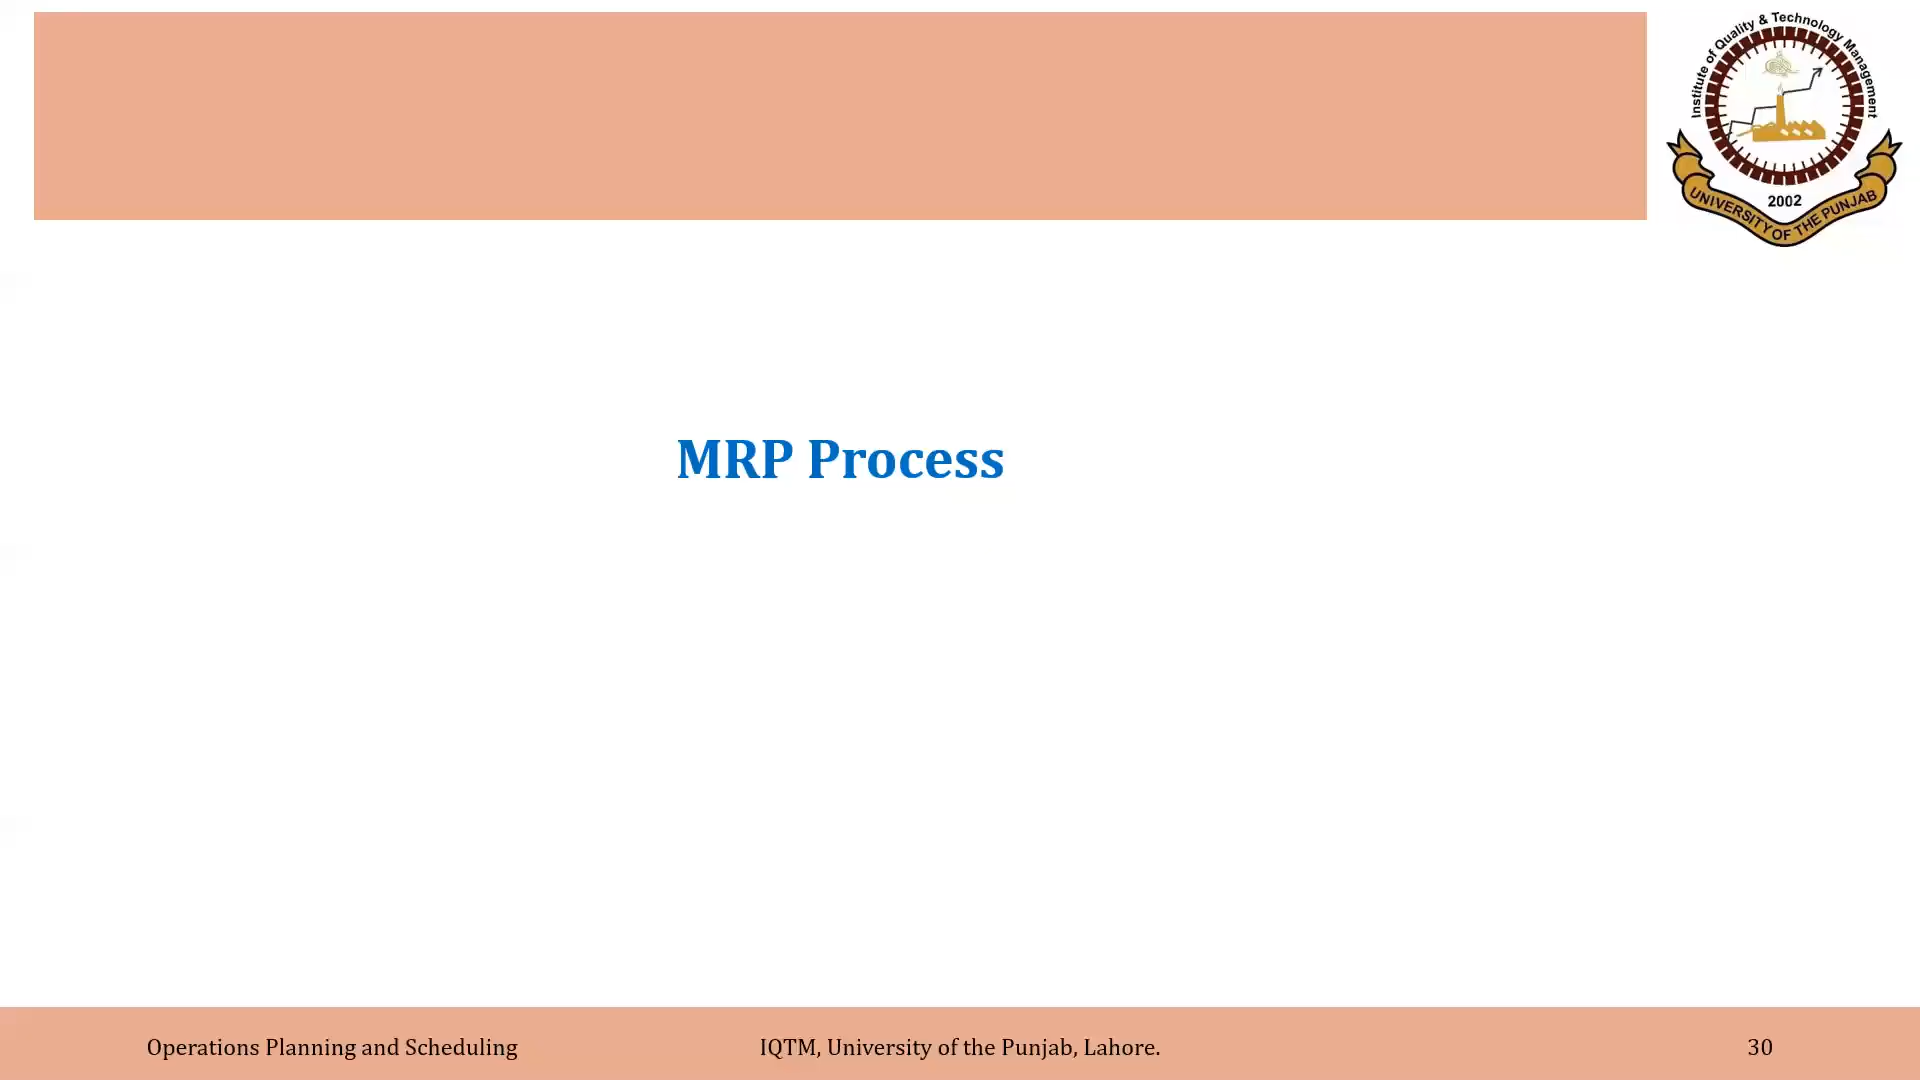 Institute of Quality & Technology Management
2002
UNIVERSITY OF THE PUNJAB
MRP Process
Operations Planning and Scheduling
IQTM, University of the Punjab, Lahore.
30